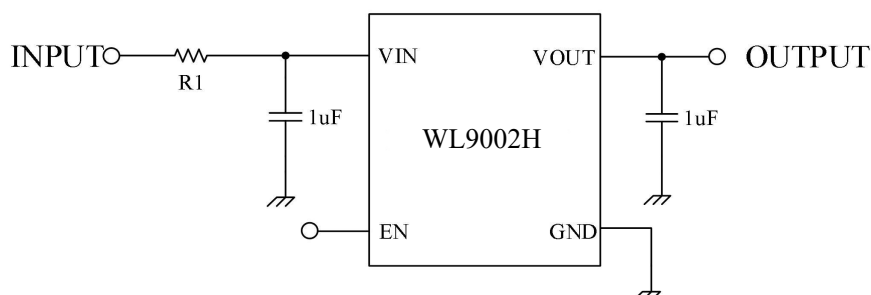 INPUT
R1
VIN
1uF
WL9002H
EN
VOUT
OUTPUT
1uF
GND